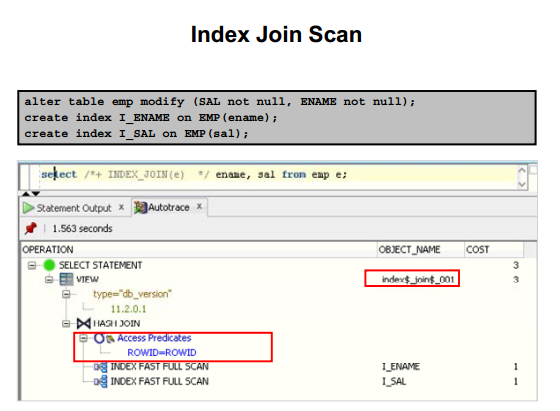 Index Join Scan
alter table emp modify (SAL not null, ENAME not null);
create index I_ENAME on EMP(ename);
create index I_SAL on EMP(sal);
select /*+ INDEX_JOIN(e) */ ename, sal from emp e;
Statement Output x Autotrace x
1.563 seconds
OPERATION OBJECT_NAME COST
SELECT STATEMENT 3
VIEW index$_join$_001 3
type="db_version"
11.2.0.1
HASH JOIN
Access Predicates
ROWID=ROWID
INDEX FAST FULL SCAN I_ENAME 1
INDEX FAST FULL SCAN I_SAL 1